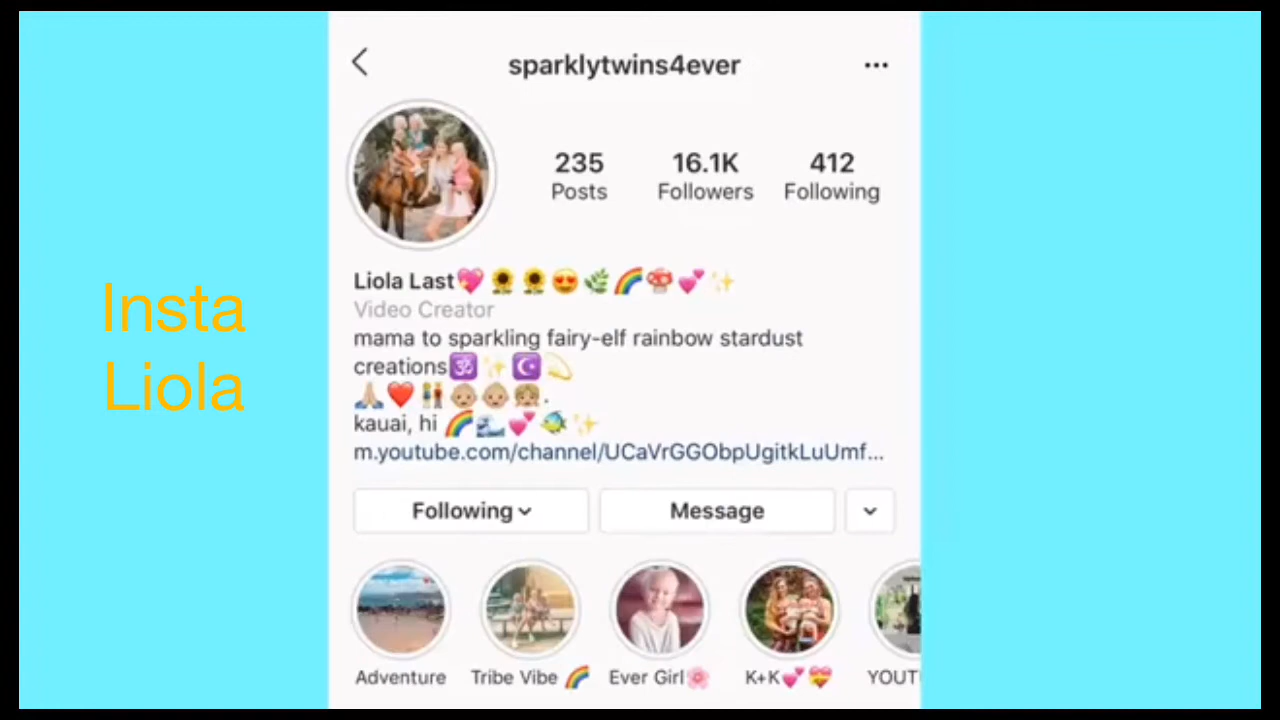 sparklytwins4ever
235
16.1K
412
Posts
Followers
Following
Liola Last💖🌻🌻😍🌿🌈🍄💕✨
Video Creator
mama to sparkling fairy-elf rainbow stardust
creations🕉✨☪💫
🙏🏼❤️👭👶🏼👶🏼👧🏼.
kauai, hi 🌈🌊💕🐠✨
m.youtube.com/channel/UCaVrGGObpUgitkLuUmf...
Following
Message
Adventure
Tribe Vibe 🌈
Ever Girl🌸
K+K💕💝
YOUT
Insta
Liola